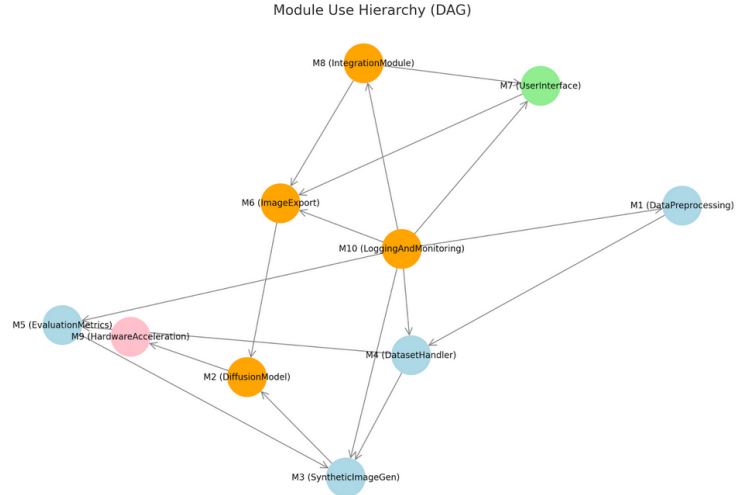 Module Use Hierarchy (DAG)
M8 (IntegrationModule)
M7 (UserInterface)
M6 (ImageExport)
M1 (DataPreprocessing)
M10 (LoggingAndMonitoring)
M5 (EvaluationMetrics)
M9 (HardwareAcceleration)
M4 (DatasetHandler)
M2 (DiffusionModel)
M3 (SyntheticImageGen)